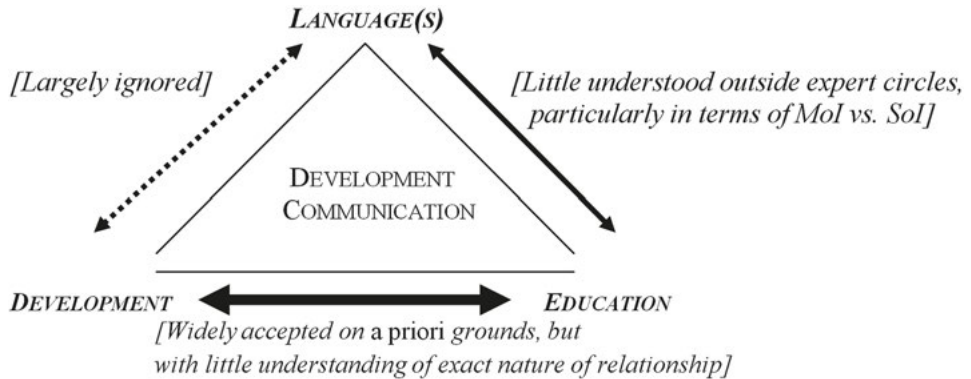 LANGUAGE(S)
[Largely ignored]
[Little understood outside expert circles,
particularly in terms of MoI vs. SoI]
DEVELOPMENT
COMMUNICATION
DEVELOPMENT
EDUCATION
[Widely accepted on a priori grounds, but
with little understanding of exact nature of relationship]